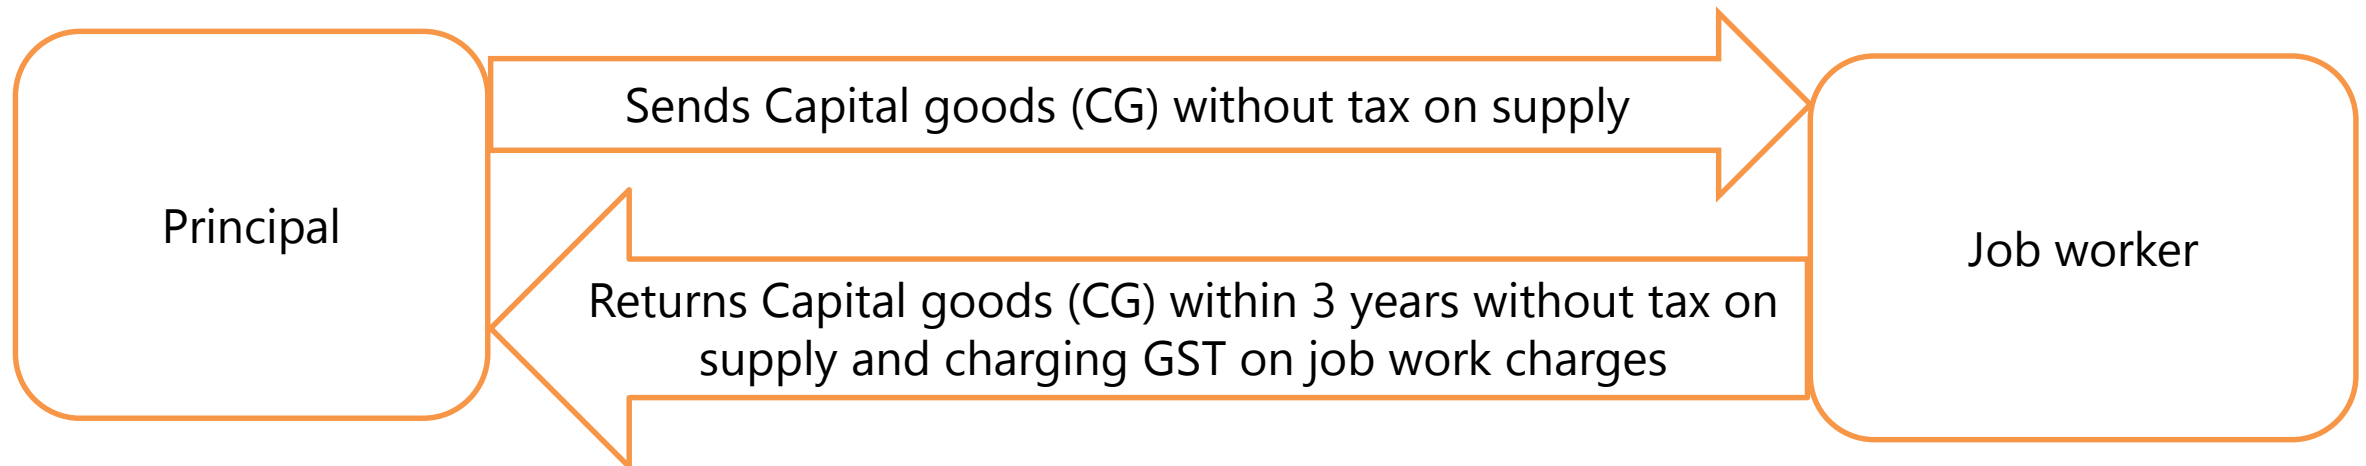 Sends Capital goods (CG) without tax on supply
Principal
Job worker
Returns Capital goods (CG) within 3 years without tax on
supply and charging GST on job work charges